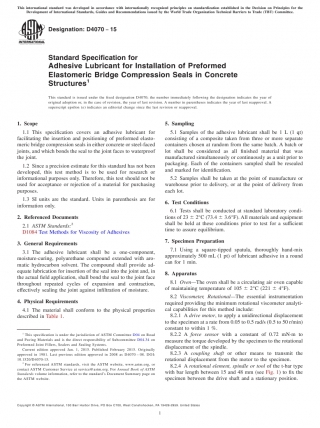 This international standard was developed in accordance with internationally recognized principles on standardization established in the Decision on Principles for the
Development of International Standards, Guides and Recommendations issued by the World Trade Organization Technical Barriers to Trade (TBT) Committee.
Designation: D4070 − 15
INTERNATIONAL
Standard Specification for
Adhesive Lubricant for Installation of Preformed
Elastomeric Bridge Compression Seals in Concrete
Structures1
This standard is issued under the fixed designation D4070; the number immediately following the designation indicates the year of
original adoption or, in the case of revision, the year of last revision. A number in parentheses indicates the year of last reapproval. A
superscript epsilon (ε) indicates an editorial change since the last revision or reapproval.
1. Scope
1.1 This specification covers an adhesive lubricant for
facilitating the insertion and positioning of preformed elasto-
meric bridge compression seals in either concrete or steel-faced
joints, and which bonds the seal to the joint faces to waterproof
the joint.
1.2 Since a precision estimate for this standard has not been
developed, this test method is to be used for research or
informational purposes only. Therefore, this test should not be
used for acceptance or rejection of a material for purchasing
purposes.
1.3 SI units are the standard. Units in parenthesis are for
information only.
2. Referenced Documents
2.1 ASTM Standards:2
D1084 Test Methods for Viscosity of Adhesives
3. General Requirements
3.1 The adhesive lubricant shall be a one-component,
moisture-curing, polyurethane compound extended with aro-
matic hydrocarbon solvent. The compound shall provide ad-
equate lubrication for insertion of the seal into the joint and, in
the actual field application, shall bond the seal to the joint face
throughout repeated cycles of expansion and contraction,
effectively sealing the joint against infiltration of moisture.
4. Physical Requirements
4.1 The material shall conform to the physical properties
described in Table 1.
1 This specification is under the jurisdiction of ASTM Committee D04 on Road
and Paving Materials and is the direct responsibility of Subcommittee
Preformed Joint Fillers, Sealers and Sealing Systems.
Current edition approved 2015. Published February 2015. Originally
approved in 1981. Last previous edition approved in 2008 as D4070 – 08. DOI:
10.1520/D4070-15.
2 For referenced ASTM standards, visit the ASTM website, www.astm.org, or
contact ASTM Customer Service at service@astm.org. For Annual Book of ASTM
Standards volume information, refer to the standard's Document Summary page on
the ASTM website.
5. Sampling
5.1 Samples of the adhesive lubricant shall be 1 L (1 qt)
consisting of a composite taken from three or more separate
containers chosen at random from the same batch. A batch or
lot shall be considered as all finished material that was
manufactured simultaneously or continuously as a unit prior to
packaging. Each of the containers sampled shall be resealed
and marked for identification.
5.2 Samples shall be taken at the point of manufacture or
warehouse prior to delivery, or at the point of delivery from
each lot.
6. Test Conditions
6.1 Tests shall be conducted at standard laboratory condi-
tions of 23 ± 2°C (73.4 ± 3.6°F). All materials and equipment
shall be held at these conditions prior to test for a sufficient
time to assure equilibrium.
7. Specimen Preparation
7.1 Using a square-tipped spatula, thoroughly hand-mix
approximately 500 mL (1 pt) of lubricant adhesive in a round
can for 1 min.
8. Apparatus
8.1 Oven—The oven shall be a circulating air oven capable
of maintaining temperature of 105 ± 2°C (221 ± 4°F).
8.2 Viscometer, Rotational—The essential instrumentation
required providing the minimum rotational viscometer analyti-
cal capabilities for this method include:
8.2.1 A drive motor, to apply a unidirectional displacement
to the specimen at a rate from 0.05 to 0.5 rad/s (0.5 to 50 r/min)
constant to within 1 %.
8.2.2 A force sensor with a constant of 0.72 mN·m to
measure the torque developed by the specimen to the rotational
displacement of the spindle.
8.2.3 A coupling shaft or other means to transmit the
rotational displacement from the motor to the specimen.
8.2.4 A rotational element, spindle or tool of the t-bar type
with bar length between 15 and 48 mm (see Fig. 1) to fix the
specimen between the drive shaft and a stationary position.
Copyright © ASTM International, 100 Barr Harbor Drive, PO Box C700, West Conshohocken, PA 19428-2959. United States
1